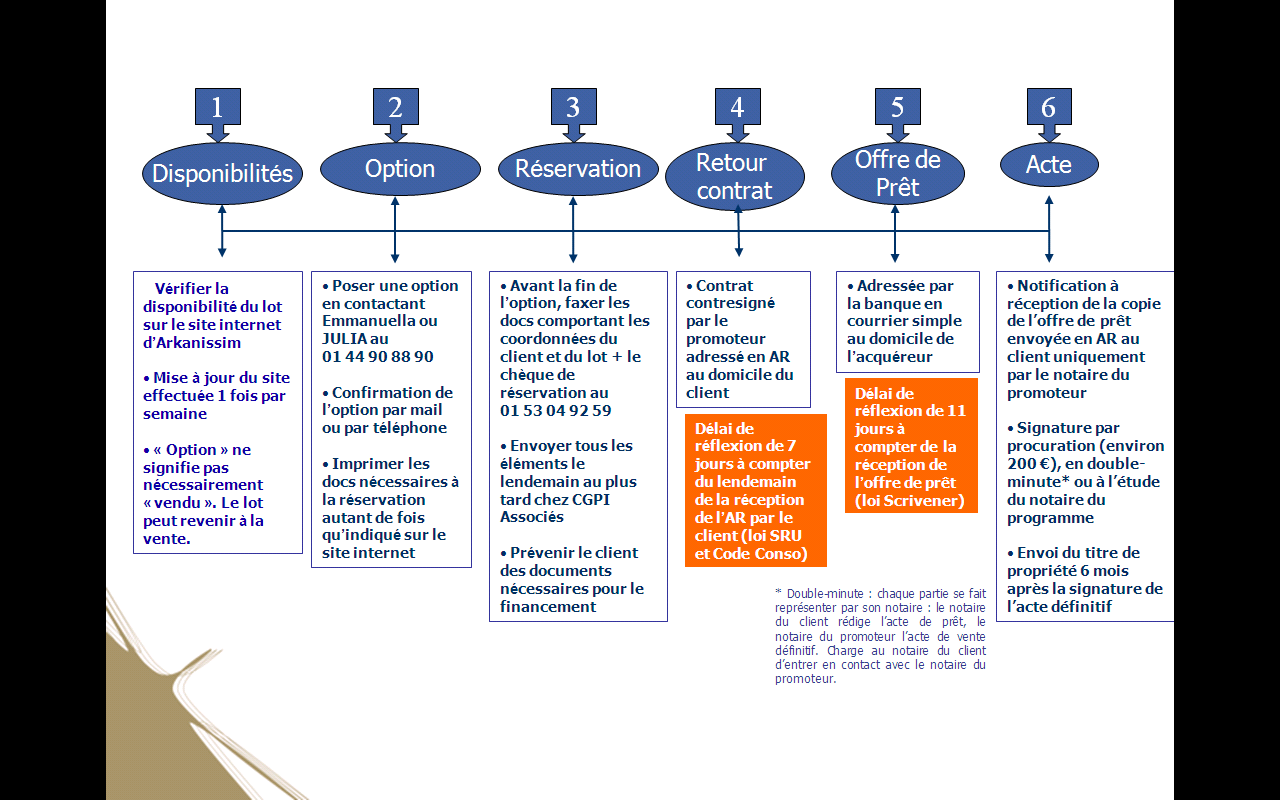 1
Disponibilités
2
Option
3
Réservation
4
Retour
contrat
5
Offre de
Prêt
6
Acte
Vérifier la
disponibilité du lot
sur le site internet
d’Arkanissim
• Mise à jour du site
effectuée 1 fois par
semaine
• « Option » ne
signifie pas
nécessairement
« vendu ». Le lot
peut revenir à la
vente.
• Poser une option
en contactant
Emmanuella ou
JULIA au
01 44 90 88 90
• Confirmation de
l’option par mail
ou par téléphone
• Imprimer les
docs nécessaires à
la réservation
autant de fois
qu’indiqué sur le
site internet
• Avant la fin de
l’option, faxer les
docs comportant les
coordonnées du
client et du lot + le
chèque de
réservation au
01 53 04 92 59
• Envoyer tous les
éléments le
lendemain au plus
tard chez CGPI
Associés
• Prévenir le client
des documents
nécessaires pour le
financement
• Contrat
contresigné
par le
promoteur
adressé en AR
au domicile du
client
Délai de
réflexion de 7
jours à compter
du lendemain
de la réception
de l’AR par le
client (loi SRU
et Code Conso)
• Adressée par
la banque en
courrier simple
au domicile de
l’acquéreur
Délai de
réflexion de 11
jours à
compter de la
réception de
l’offre de prêt
(loi Scrivener)
• Notification à
réception de la copie
de l’offre de prêt
envoyée en AR au
client uniquement
par le notaire du
promoteur
• Signature par
procuration (environ
200 €), en double-
minute* ou à l’étude
du notaire du
programme
• Envoi du titre de
propriété 6 mois
après la signature de
l’acte définitif
* Double-minute : chaque partie se fait
représenter par son notaire : le notaire
du client rédige l’acte de prêt, le
notaire du promoteur l’acte de vente
définitif. Charge au notaire du client
d’entrer en contact avec le notaire du
promoteur.